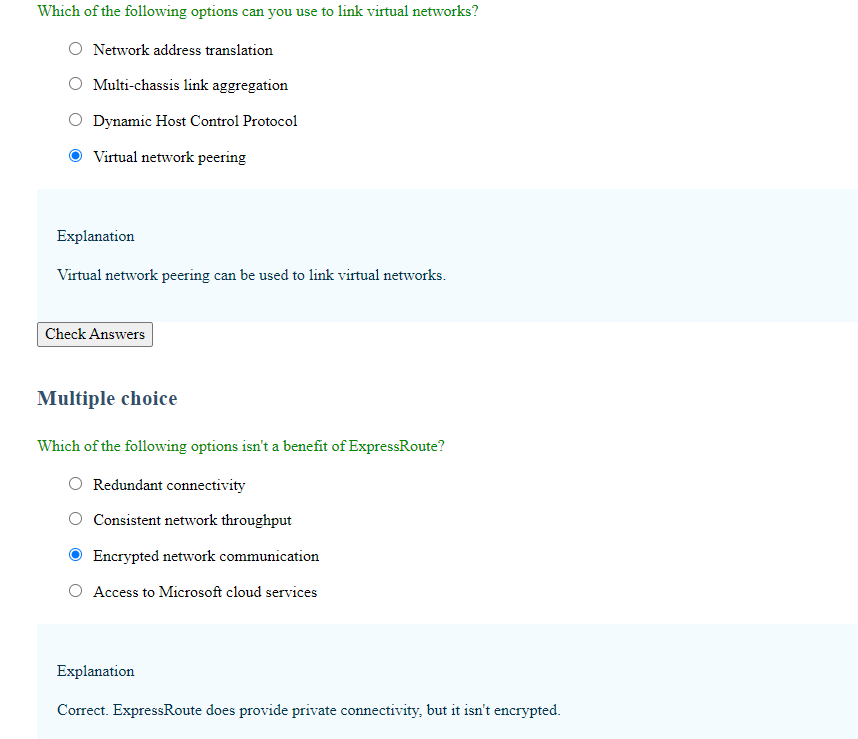 Which of the following options can you use to link virtual networks?
Network address translation
Multi-chassis link aggregation
Dynamic Host Control Protocol
Virtual network peering
Explanation
Virtual network peering can be used to link virtual networks.
Check Answers
Multiple choice
Which of the following options isn't a benefit of ExpressRoute?
Redundant connectivity
Consistent network throughput
Encrypted network communication
Access to Microsoft cloud services
Explanation
Correct. ExpressRoute does provide private connectivity, but it isn't encrypted.